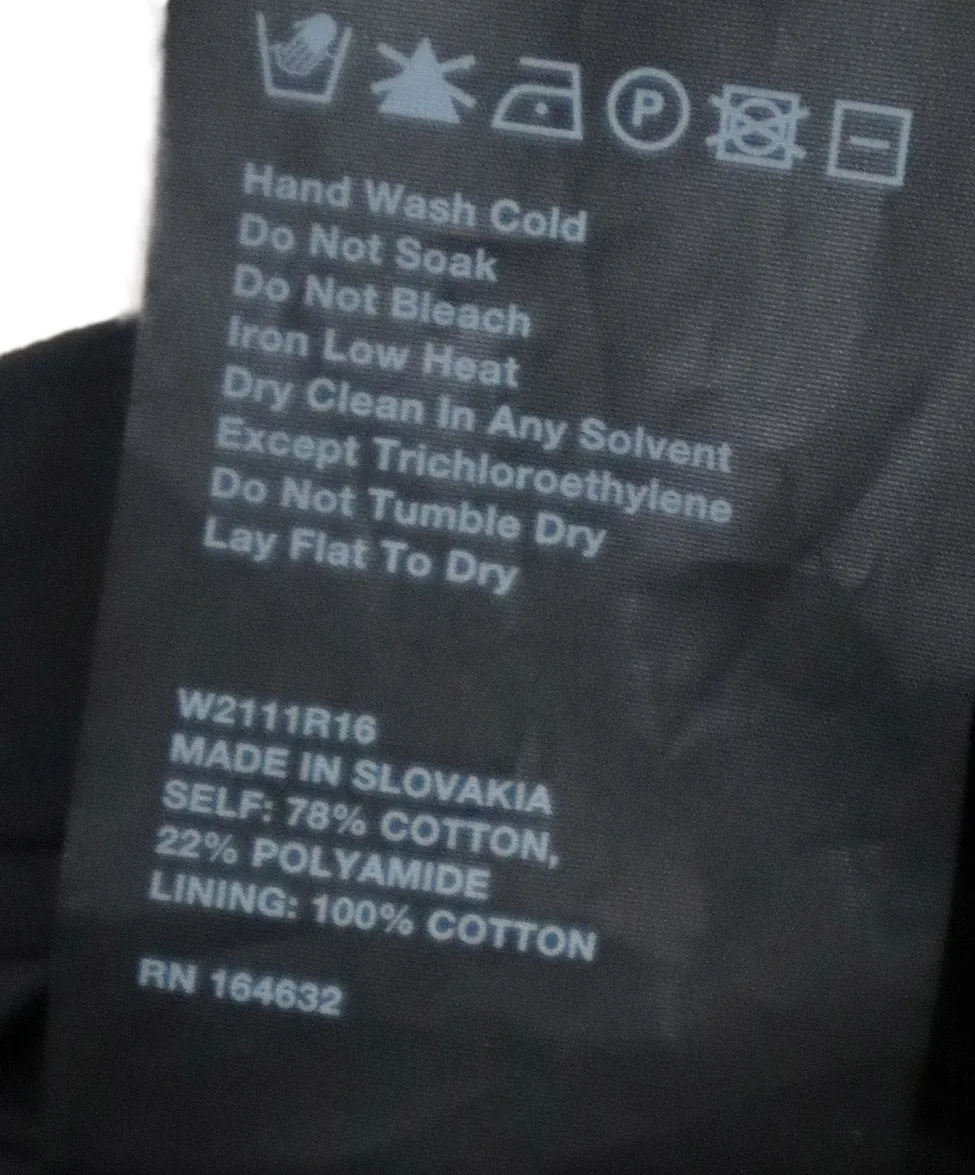 P
Hand Wash Cold
Do Not Soak
Do Not Bleach
Iron Low Heat
Dry Clean In Any Solvent
Except Trichloroethylene
Do Not Tumble Dry
Lay Flat To Dry
W2111R16
MADE IN SLOVAKIA
SELF: 78% COTTON,
22% POLYAMIDE
LINING: 100% COTTON
RN 164632